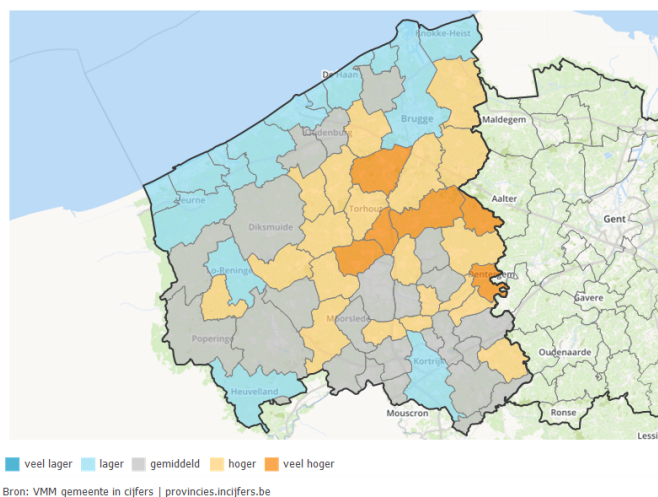 Knokke-Heist
De Haan
Brugge
Maldegem
Oudenburg
Aalter
Veurne
Torhout
Gent
Diksmuide
Lo-Reninge
Dentergem
Gavere
Moorslede
Poperinge
Oudenaarde
Kortrijk
Heuvelland
Mouscron
Ronse
Lessi
veel lager
lager
gemiddeld
hoger
veel hoger
Bron: VMM gemeente in cijfers | provincies.incijfers.be